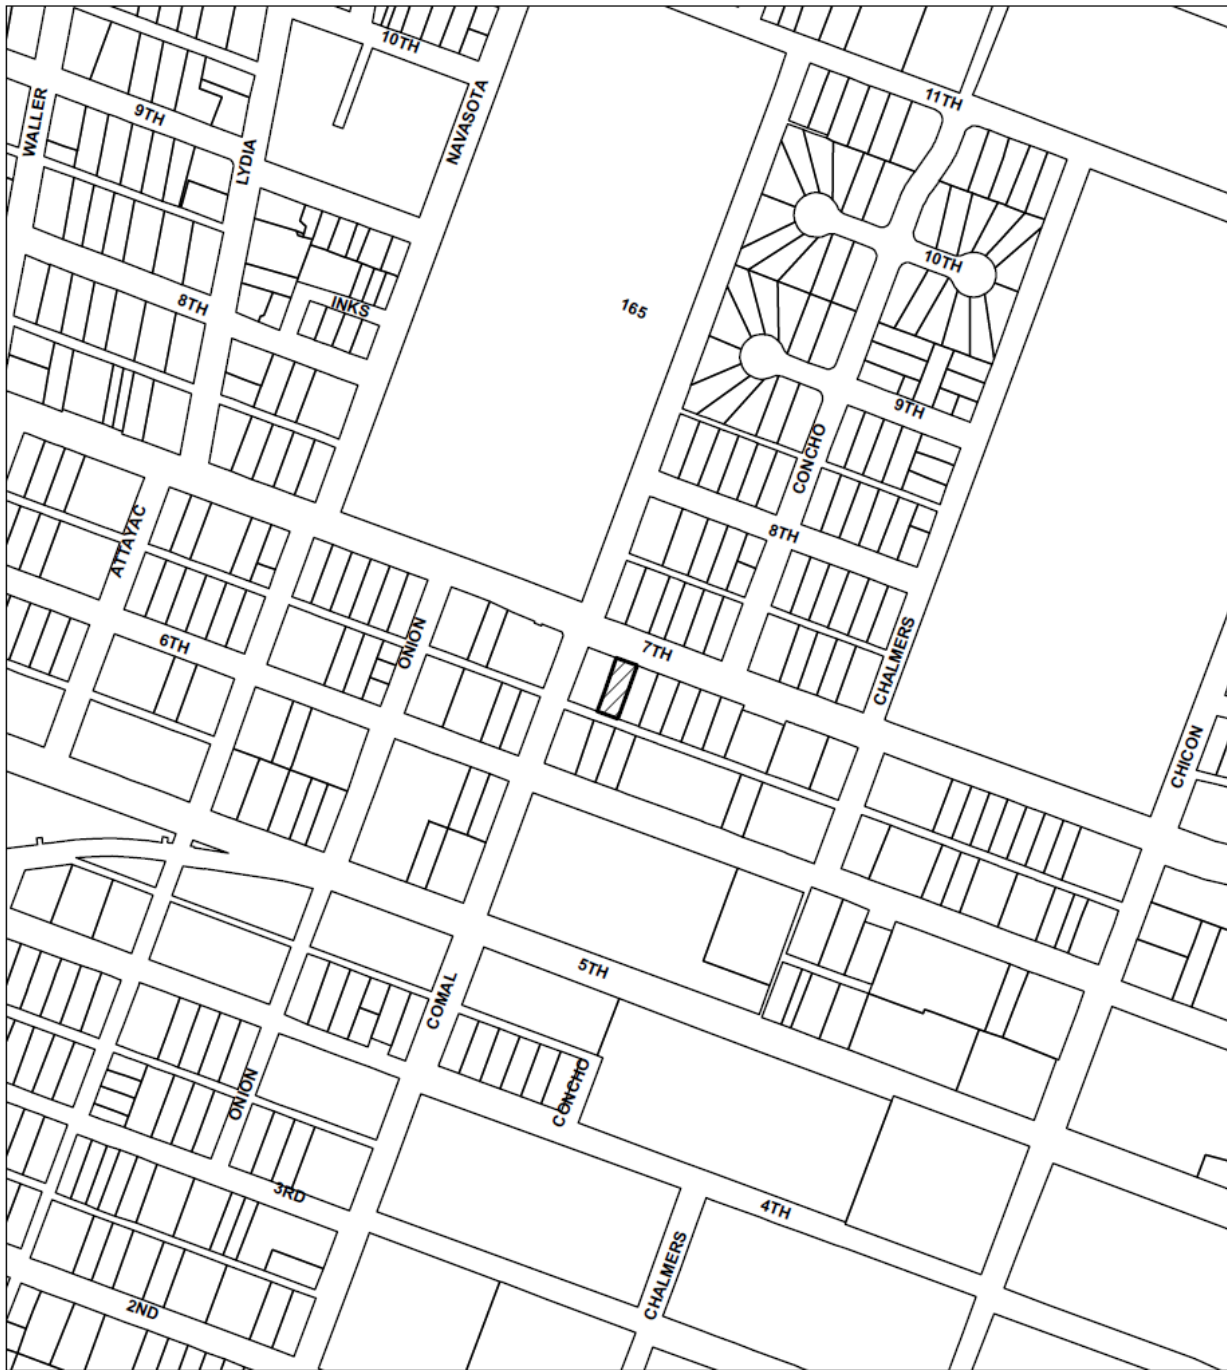 10TH
11TH
WALLER
9TH
NAVASOTA
LYDIA
10TH
8TH
INKS
165
9TH
CONCHO
ATTAYAC
8TH
6TH
ONION
7TH
CHALMERS
CHICON
5TH
COMAL
ONION
CONCHO
3RD
4TH
CHALMERS
2ND